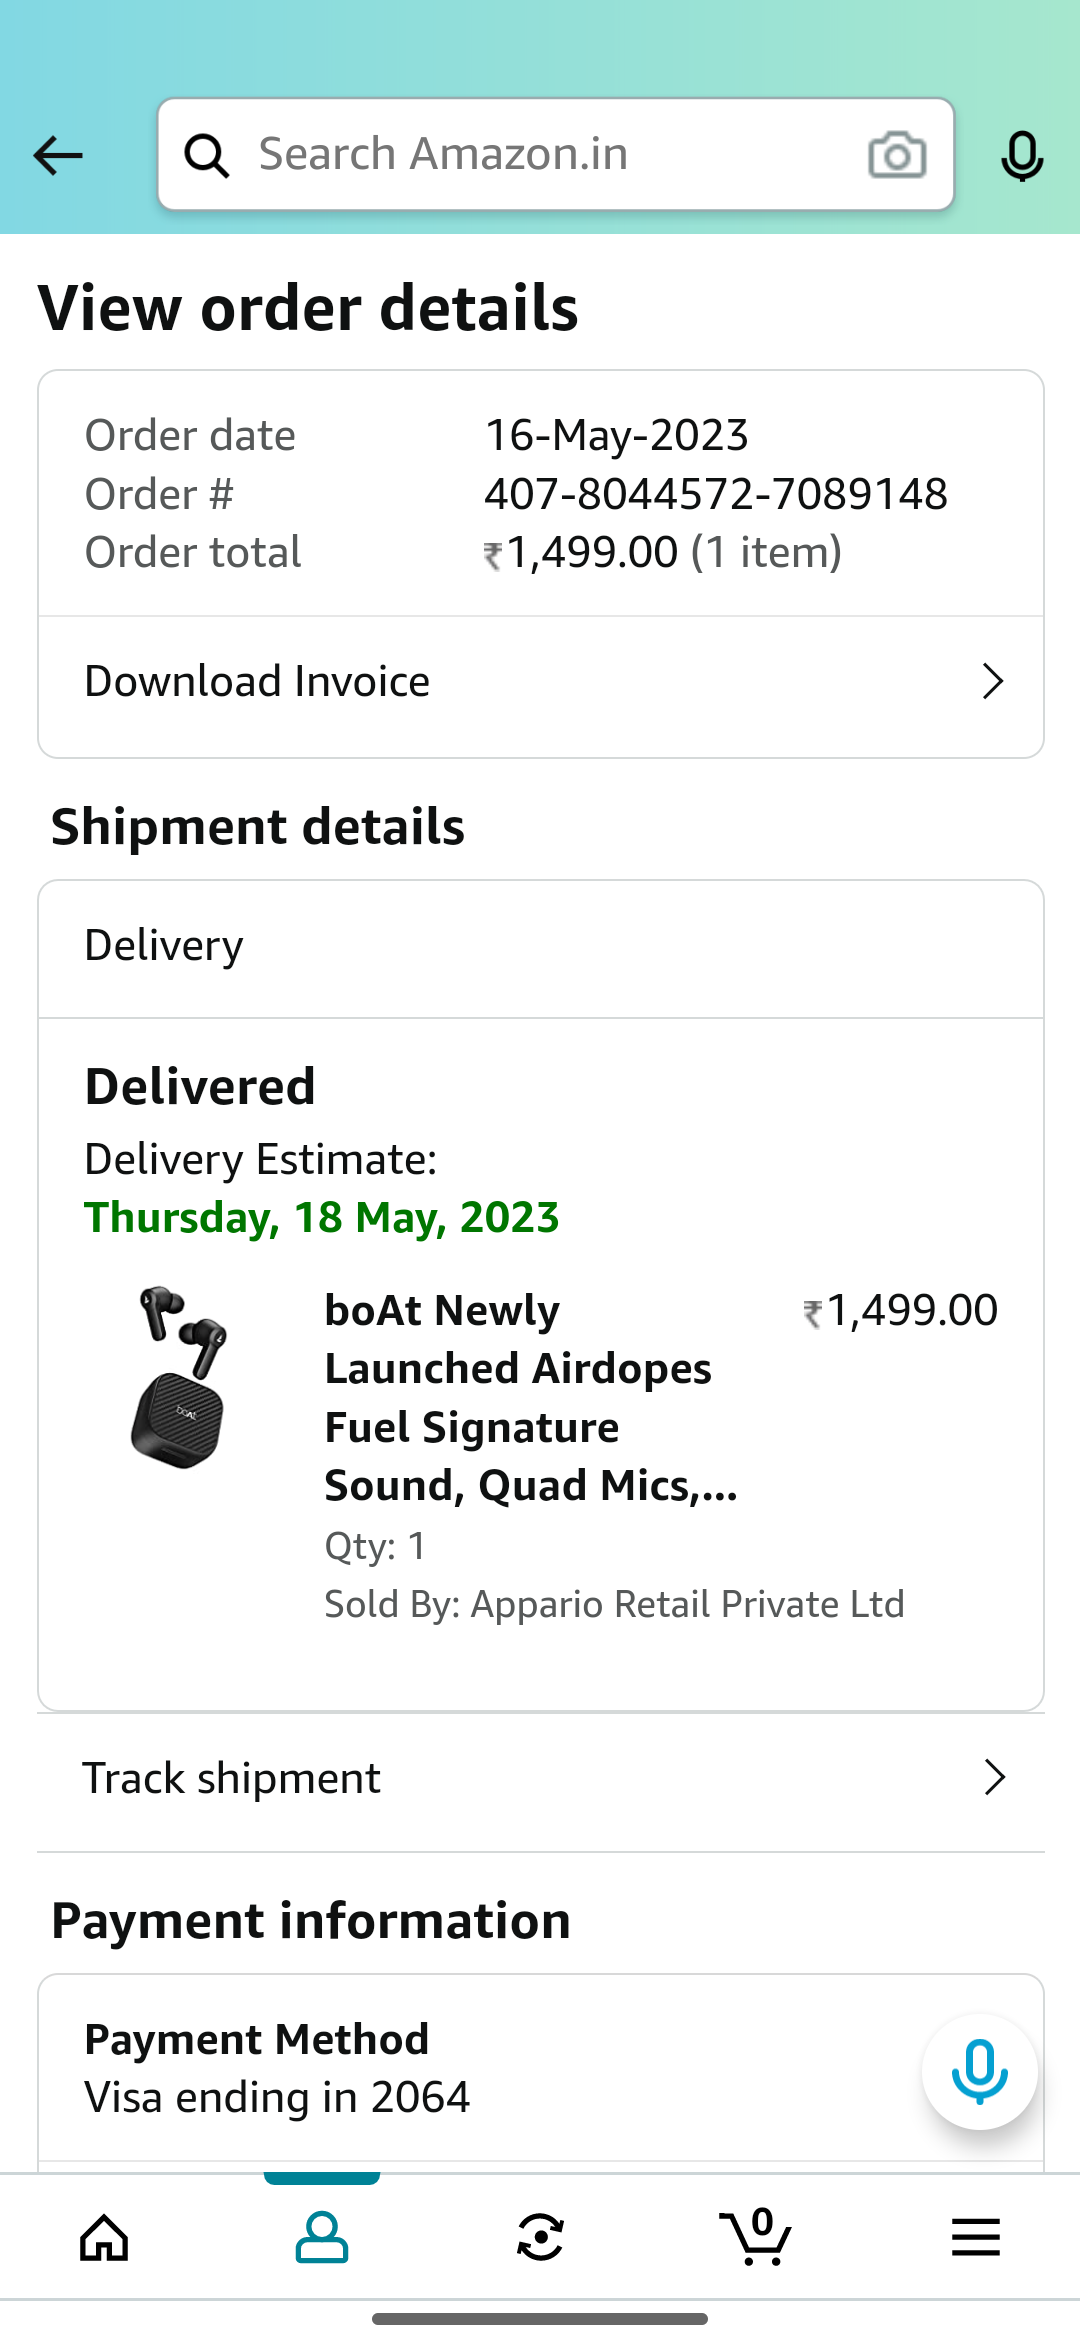 Search Amazon.in
View order details
Order date 16-May-2023
Order # 407-8044572-7089148
Order total ₹1,499.00 (1 item)
Download Invoice
Shipment details
Delivery
Delivered
Delivery Estimate:
Thursday, 18 May, 2023
boAt Newly ₹1,499.00
Launched Airdopes
Fuel Signature
Sound, Quad Mics,...
Qty: 1
Sold By: Appario Retail Private Ltd
boAt
Track shipment
Payment information
Payment Method
Visa ending in 2064
0